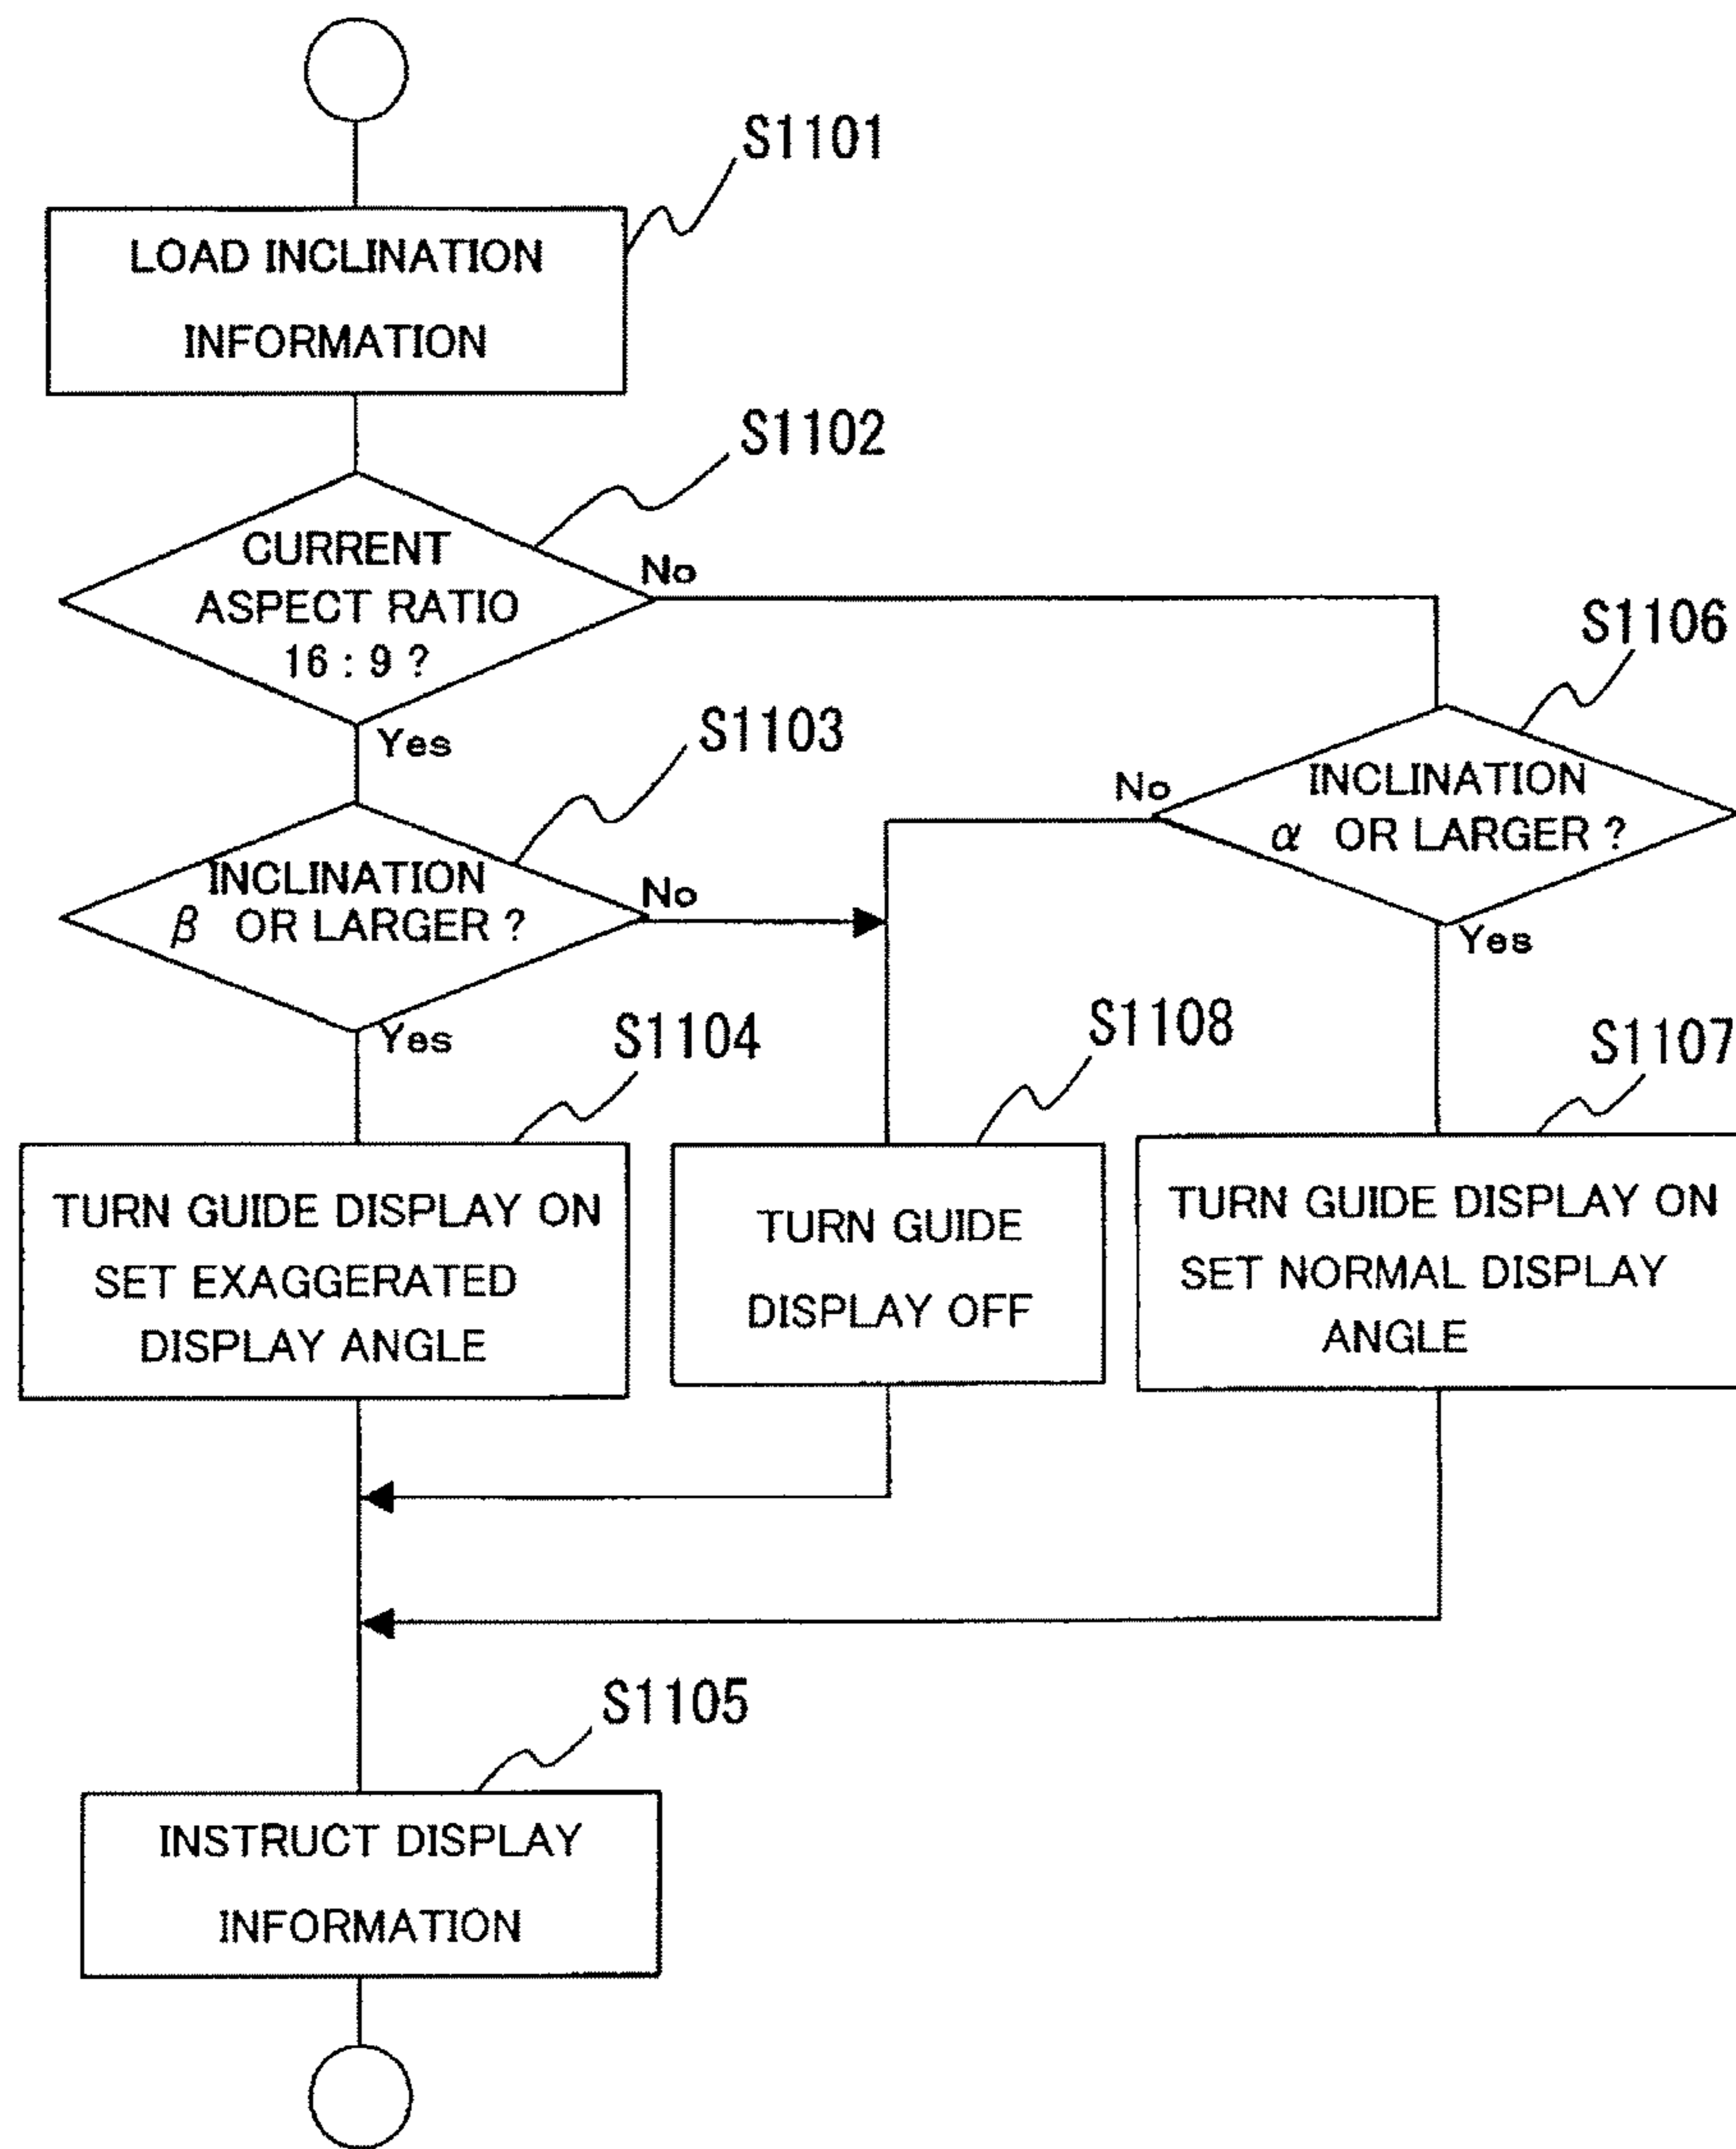 S1101
LOAD INCLINATION
INFORMATION
S1102
CURRENT
ASPECT RATIO
16 : 9 ?
No
Yes
S1106
INCLINATION
α OR LARGER ?
No
Yes
S1103
INCLINATION
β OR LARGER ?
No
Yes
S1104
TURN GUIDE DISPLAY ON
SET EXAGGERATED
DISPLAY ANGLE
S1108
TURN GUIDE
DISPLAY OFF
S1107
TURN GUIDE DISPLAY ON
SET NORMAL DISPLAY
ANGLE
S1105
INSTRUCT DISPLAY
INFORMATION